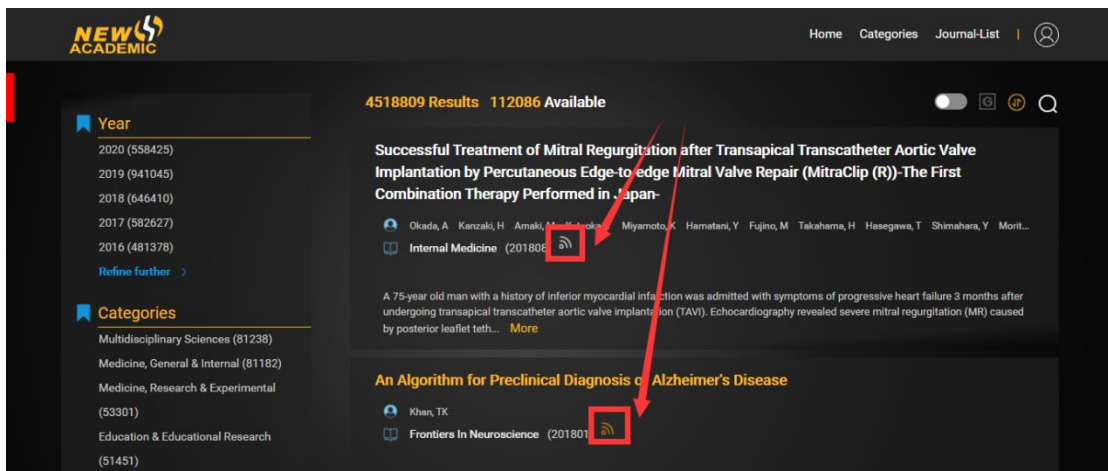 NEW
ACADEMIC
Home Categories Journal-List |
4518809 Results 112086 Available
G
Year
2020 (558425)
2019 (941045)
2018 (646410)
2017 (582627)
2016 (481378)
Refine further >
Categories
Multidisciplinary Sciences (81238)
Medicine, General & Internal (81182)
Medicine, Research & Experimental
(53301)
Education & Educational Research
(51451)
Successful Treatment of Mitral Regurgitation after Transapical Transcatheter Aortic Valve
Implantation by Percutaneous Edge-to-edge Mitral Valve Repair (MitraClip (R))-The First
Combination Therapy Performed in Japan-
Okada, A Kanzaki, H Amaki, M Miyamoto, K Hamatani, Y Fujino, M Takahama, H Hasegawa, T Shimahara, Y Morit...
Internal Medicine (201808
A 75-year old man with a history of inferior myocardial infarction was admitted with symptoms of progressive heart failure 3 months after
undergoing transapical transcatheter aortic valve implantation (TAVI). Echocardiography revealed severe mitral regurgitation (MR) caused
by posterior leaflet teth... More
An Algorithm for Preclinical Diagnosis of Alzheimer's Disease
Khan, TK
Frontiers In Neuroscience (201801